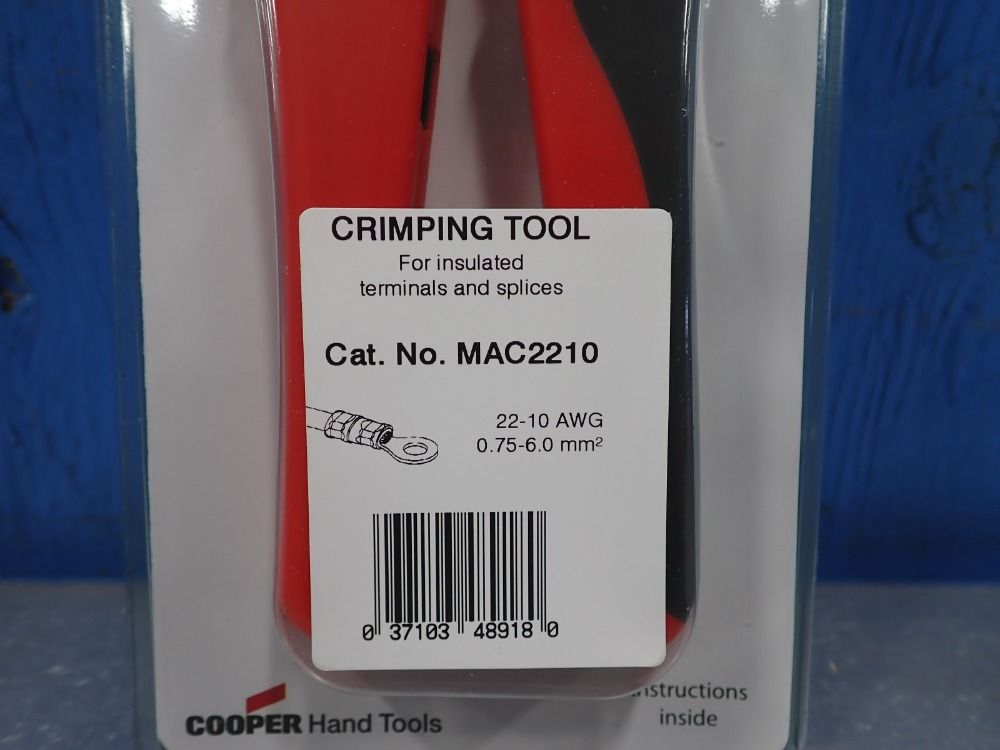 CRIMPING TOOL
For insulated
terminals and splices
Cat. No. MAC2210
22-10 AWG
0.75-6.0 mm²
0 37103 48918 0
COOPER Hand Tools
instructions
inside